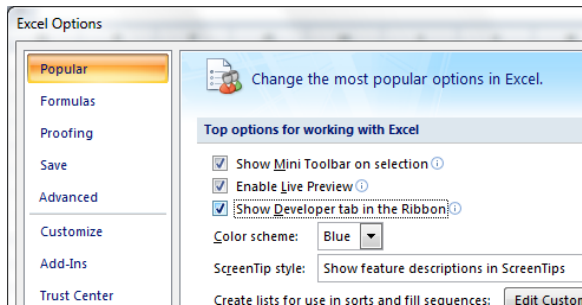 Excel Options
Popular
Formulas
Proofing
Save
Advanced
Customize
Add-Ins
Trust Center
Change the most popular options in Excel.
Top options for working with Excel
Show Mini Toolbar on selection
Enable Live Preview
Show Developer tab in the Ribbon
Color scheme: Blue
ScreenTip style: Show feature descriptions in ScreenTips
Create lists for use in sorts and fill sequences: Edit Custom